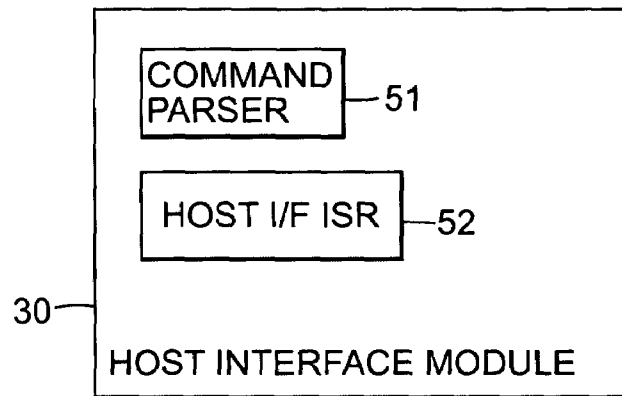 COMMAND
PARSER
51
HOST I/F ISR
52
30
HOST INTERFACE MODULE